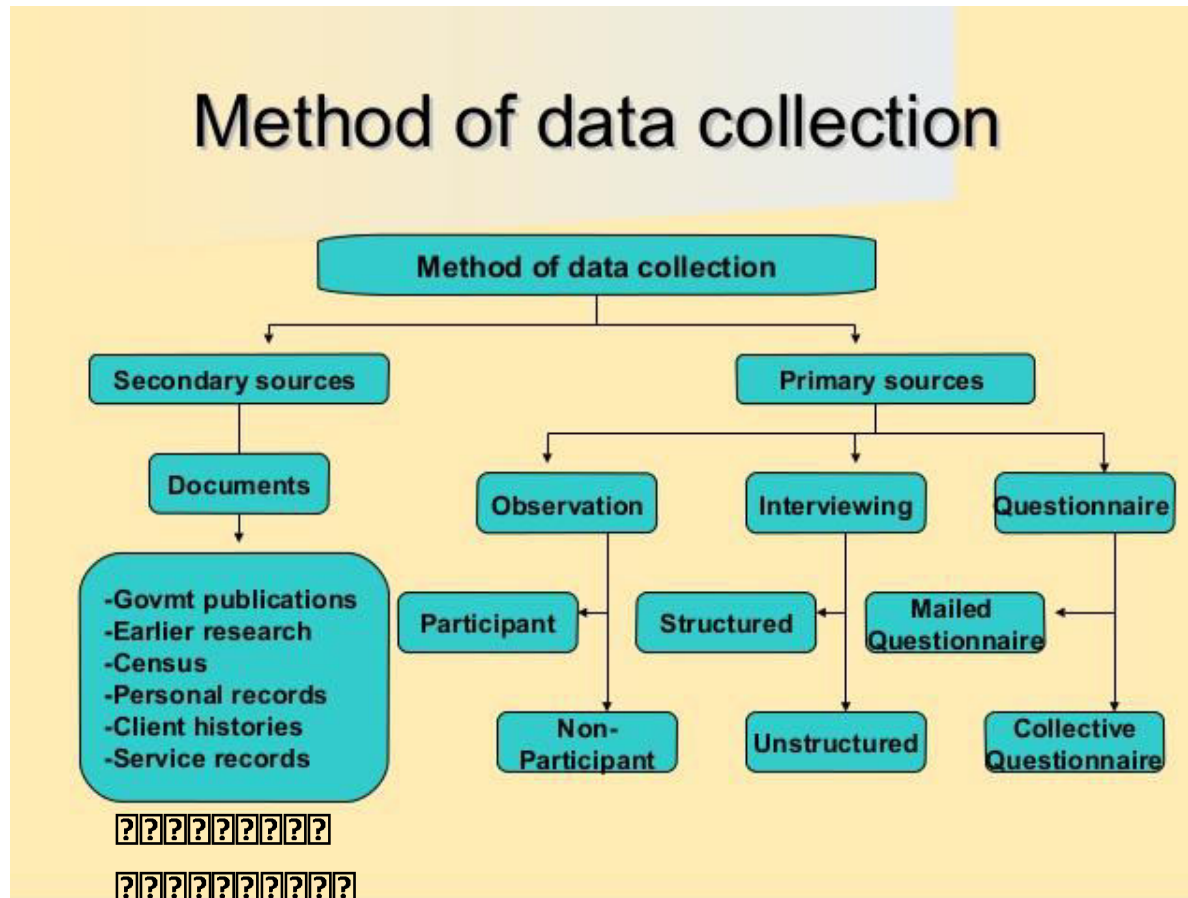 Method of data collection
Method of data collection
Secondary sources
Primary sources
Documents
Observation
Interviewing
Questionnaire
-Govmt publications
-Earlier research
-Census
-Personal records
-Client histories
-Service records
Participant
Structured
Mailed
Questionnaire
Non-
Participant
Unstructured
Collective
Questionnaire